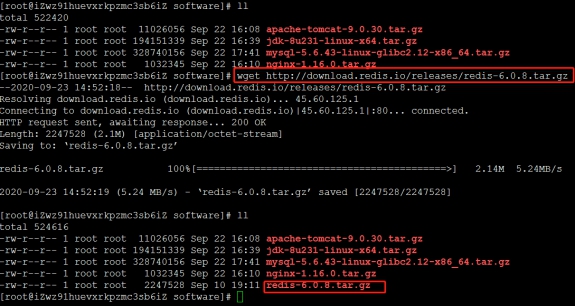 [root@iZwz91huevxrkpzmc3sb6iZ software]# ll
total 522420
-rw-r--r-- 1 root root 11026056 Sep 22 16:08 apache-tomcat-9.0.30.tar.gz
-rw-r--r-- 1 root root 194151339 Sep 22 16:39 jdk-8u231-linux-x64.tar.gz
-rw-r--r-- 1 root root 328740156 Sep 22 17:41 mysql-5.6.43-linux-glibc2.12-x86_64.tar.gz
-rw-r--r-- 1 root root 1032345 Sep 22 16:10 nginx-1.16.0.tar.gz
[root@iZwz91huevxrkpzmc3sb6iZ software]# wget http://download.redis.io/releases/redis-6.0.8.tar.gz
--2020-09-23 14:52:18-- http://download.redis.io/releases/redis-6.0.8.tar.gz
Resolving download.redis.io (download.redis.io)... 45.60.125.1
Connecting to download.redis.io (download.redis.io)|45.60.125.1|:80... connected.
HTTP request sent, awaiting response... 200 OK
Length: 2247528 (2.1M) [application/octet-stream]
Saving to: ‘redis-6.0.8.tar.gz’
redis-6.0.8.tar.gz 100%[================================================>] 2.14M 5.24MB/s
2020-09-23 14:52:19 (5.24 MB/s) - ‘redis-6.0.8.tar.gz’ saved [2247528/2247528]
[root@iZwz91huevxrkpzmc3sb6iZ software]# ll
total 524616
-rw-r--r-- 1 root root 11026056 Sep 22 16:08 apache-tomcat-9.0.30.tar.gz
-rw-r--r-- 1 root root 194151339 Sep 22 16:39 jdk-8u231-linux-x64.tar.gz
-rw-r--r-- 1 root root 328740156 Sep 22 17:41 mysql-5.6.43-linux-glibc2.12-x86_64.tar.gz
-rw-r--r-- 1 root root 1032345 Sep 22 16:10 nginx-1.16.0.tar.gz
-rw-r--r-- 1 root root 2247528 Sep 10 19:11 redis-6.0.8.tar.gz
[root@iZwz91huevxrkpzmc3sb6iZ software]#